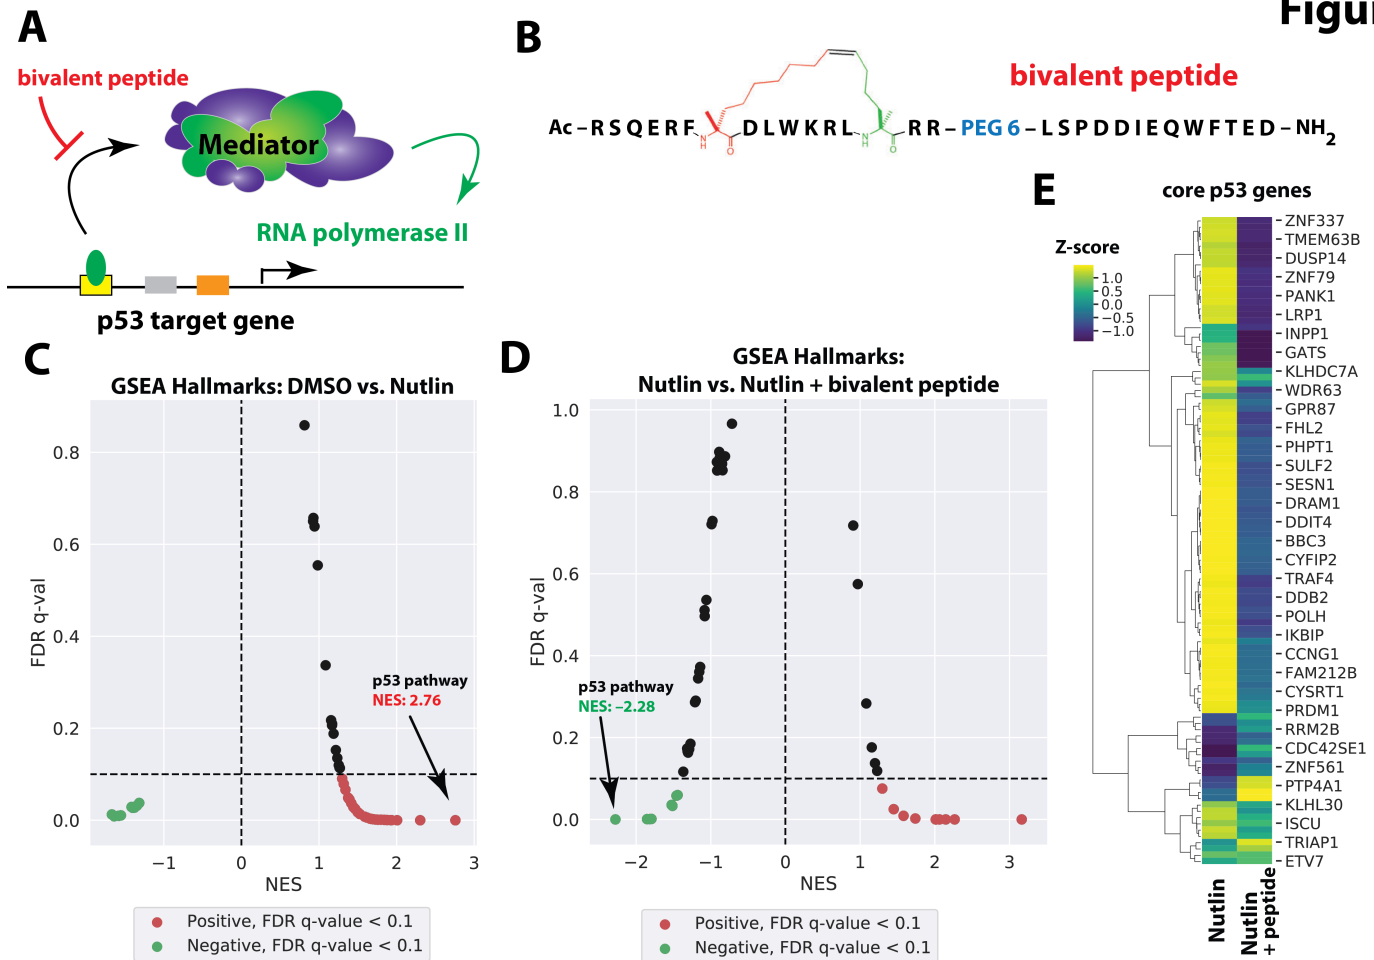 Figur
A
bivalent peptide
Mediator
RNA polymerase II
p53 target gene
B
bivalent peptide
Ac–RSQERF
N
H
O
DLWKRL
N
H
O
RR–PEG 6–LSPDDIEQWFTED–NH2
C
GSEA Hallmarks: DMSO vs. Nutlin
FDR q-val
0.8
0.6
0.4
0.2
0.0
p53 pathway
NES: 2.76
−1
0
1
2
3
NES
Positive, FDR q-value < 0.1
Negative, FDR q-value < 0.1
D
GSEA Hallmarks:
Nutlin vs. Nutlin + bivalent peptide
FDR q-val
1.0
0.8
0.6
0.4
0.2
0.0
p53 pathway
NES: –2.28
−2
−1
0
1
2
3
NES
Positive, FDR q-value < 0.1
Negative, FDR q-value < 0.1
E
core p53 genes
Z-score
1.0
0.5
0.0
−0.5
−1.0
ZNF337
TMEM63B
DUSP14
ZNF79
PANK1
LRP1
INPP1
GATS
KLHDC7A
WDR63
GPR87
FHL2
PHPT1
SULF2
SESN1
DRAM1
DDIT4
BBC3
CYFIP2
TRAF4
DDB2
POLH
IKBIP
CCNG1
FAM212B
CYSRT1
PRDM1
RRM2B
CDC42SE1
ZNF561
PTP4A1
KLHL30
ISCU
TRIAP1
ETV7
Nutlin
Nutlin
+ peptide